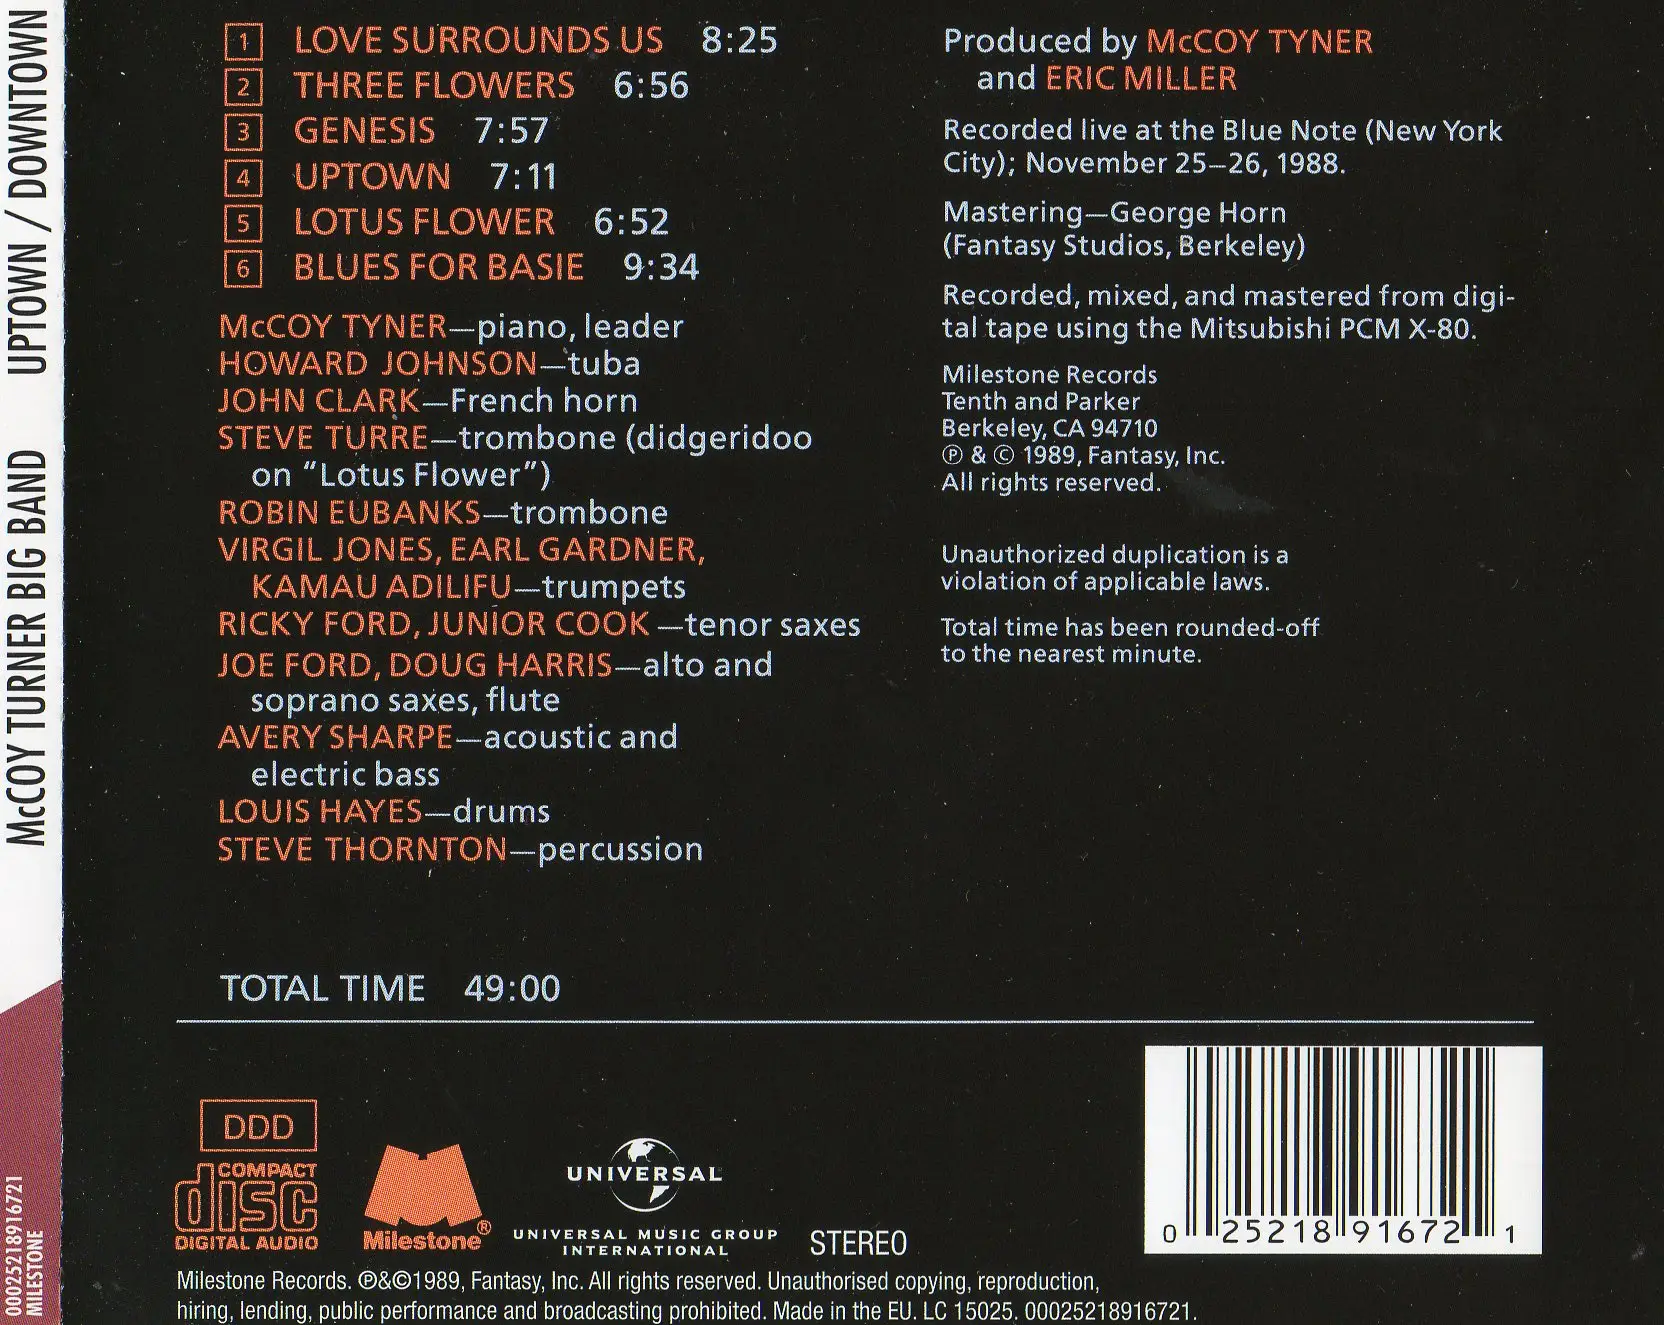 McCOY TURNER BIG BAND UPTOWN / DOWNTOWN
00025218916721
MILESTONE
1 LOVE SURROUNDS US 8:25
2 THREE FLOWERS 6:56
3 GENESIS 7:57
4 UPTOWN 7:11
5 LOTUS FLOWER 6:52
6 BLUES FOR BASIE 9:34
McCOY TYNER—piano, leader
HOWARD JOHNSON—tuba
JOHN CLARK—French horn
STEVE TURRE—trombone (didgeridoo
on "Lotus Flower")
ROBIN EUBANKS—trombone
VIRGIL JONES, EARL GARDNER,
KAMAU ADILIFU—trumpets
RICKY FORD, JUNIOR COOK—tenor saxes
JOE FORD, DOUG HARRIS—alto and
soprano saxes, flute
AVERY SHARPE—acoustic and
electric bass
LOUIS HAYES—drums
STEVE THORNTON—percussion
TOTAL TIME 49:00
Produced by McCOY TYNER
and ERIC MILLER
Recorded live at the Blue Note (New York
City); November 25–26, 1988.
Mastering—George Horn
(Fantasy Studios, Berkeley)
Recorded, mixed, and mastered from digi-
tal tape using the Mitsubishi PCM X-80.
Milestone Records
Tenth and Parker
Berkeley, CA 94710
℗ & © 1989, Fantasy, Inc.
All rights reserved.
Unauthorized duplication is a
violation of applicable laws.
Total time has been rounded-off
to the nearest minute.
DDD
COMPACT
disc
DIGITAL AUDIO
Milestone®
UNIVERSAL
UNIVERSAL MUSIC GROUP
INTERNATIONAL
STEREO
0 25218 91672 1
Milestone Records. ℗&©1989, Fantasy, Inc. All rights reserved. Unauthorised copying, reproduction,
hiring, lending, public performance and broadcasting prohibited. Made in the EU. LC 15025. 00025218916721.